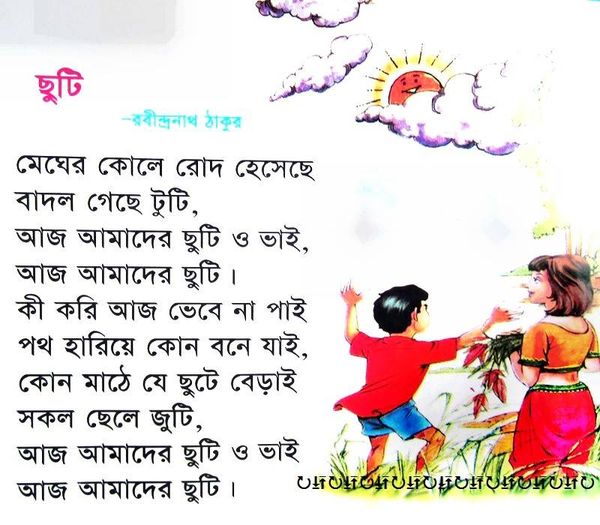 ছুটি
–রবীন্দ্রনাথ ঠাকুর
মেঘের কোলে রোদ হেসেছে
বাদল গেছে টুটি,
আজ আমাদের ছুটি ও ভাই,
আজ আমাদের ছুটি ।
কী করি আজ ভেবে না পাই
পথ হারিয়ে কোন বনে যাই,
কোন মাঠে যে ছুটে বেড়াই
সকল ছেলে জুটি,
আজ আমাদের ছুটি ও ভাই
আজ আমাদের ছুটি ।